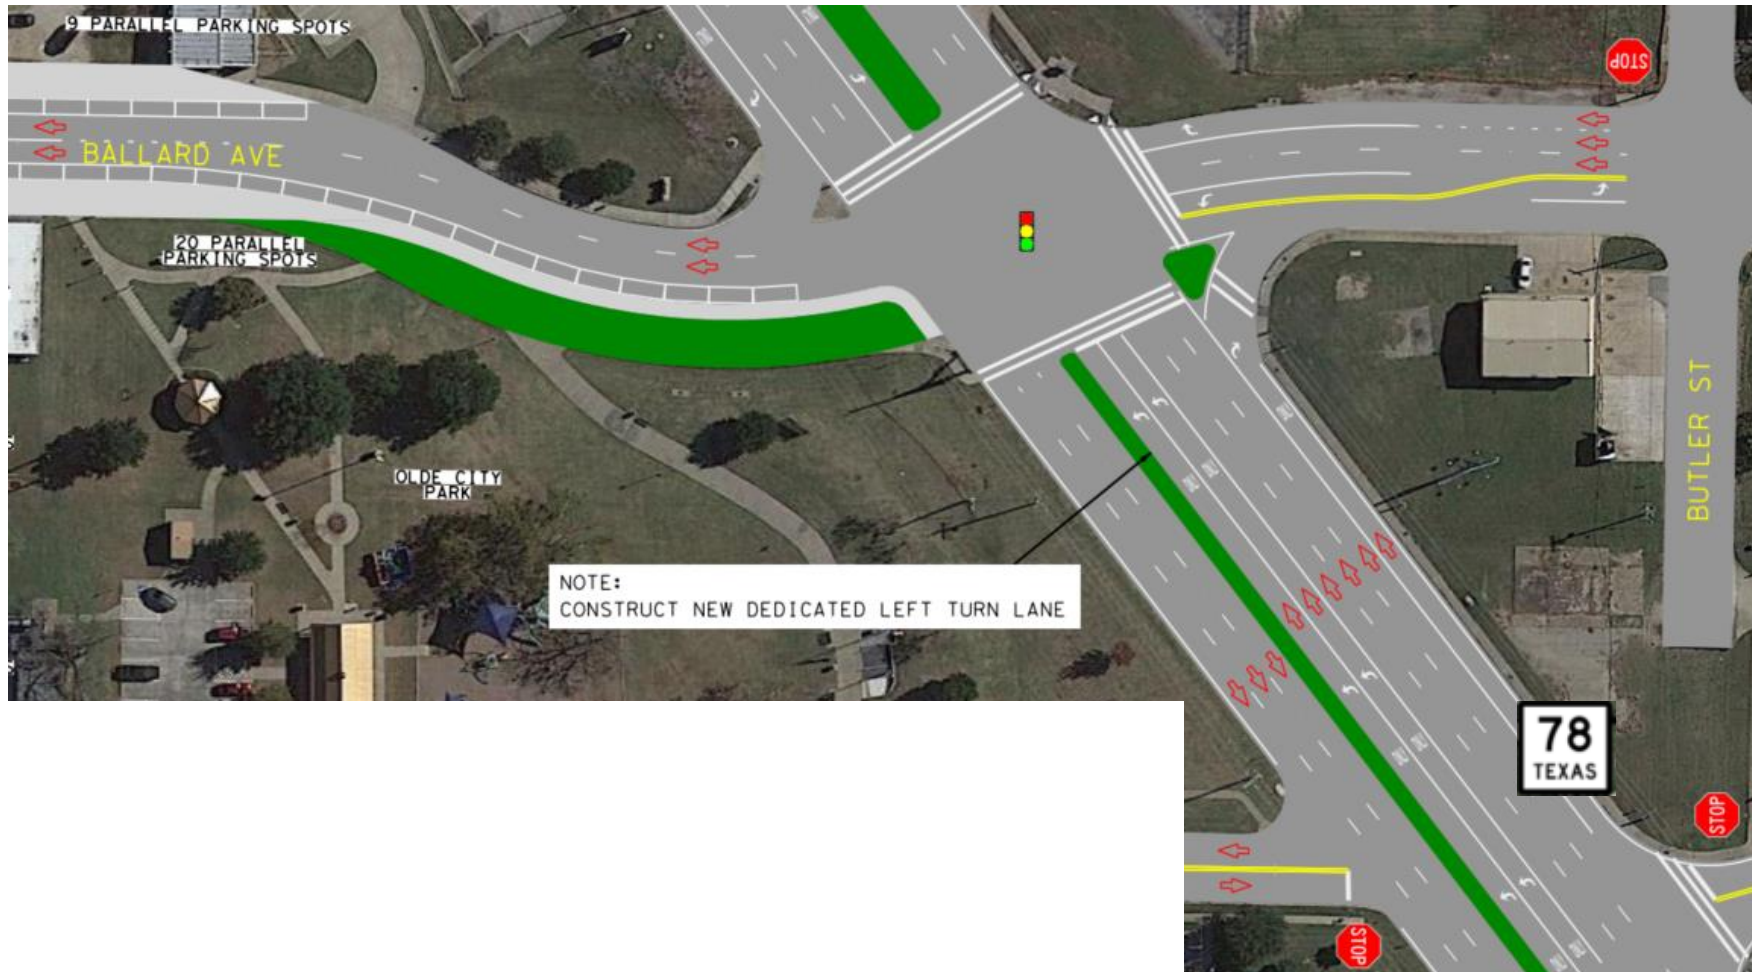 9 PARALLEL PARKING SPOTS
STOP
BALLARD AVE
20 PARALLEL
PARKING SPOTS
BUTLER ST
OLDE CITY
PARK
NOTE:
CONSTRUCT NEW DEDICATED LEFT TURN LANE
78
TEXAS
STOP
STOP